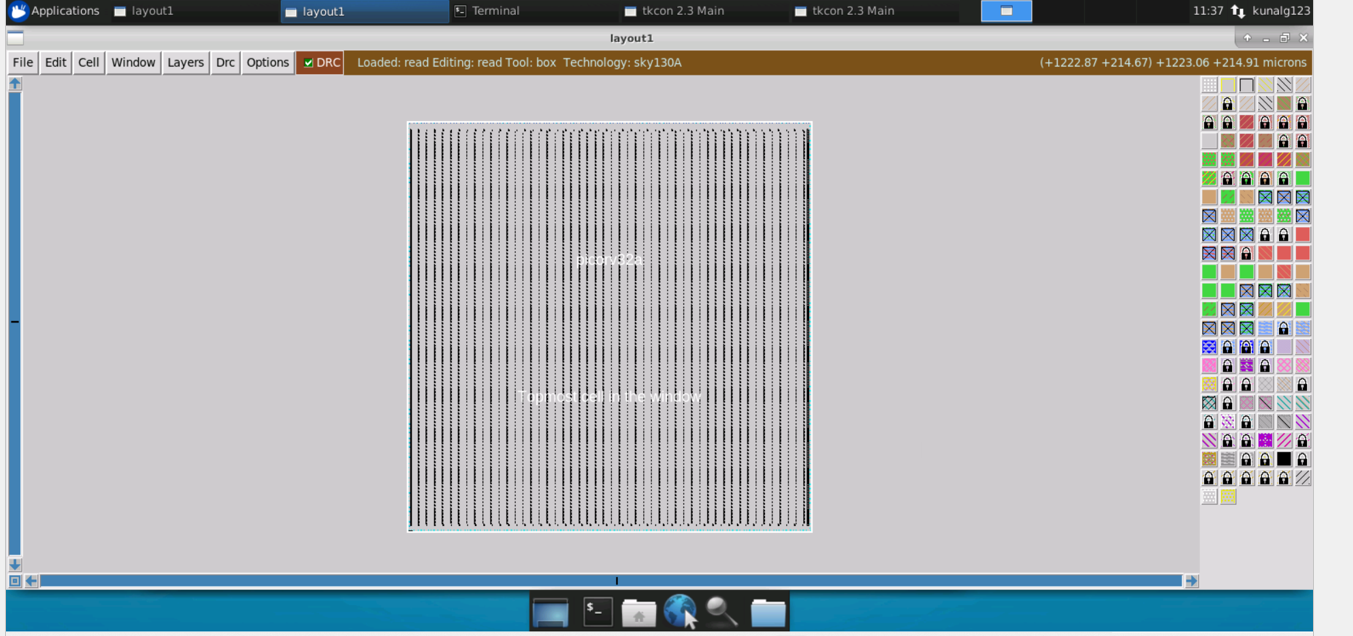 Applications layout1 layout1 Terminal tkcon 2.3 Main tkcon 2.3 Main 11:37 kunalg123
layout1
File Edit Cell Window Layers Drc Options DRC Loaded: read Editing: read Tool: box Technology: sky130A (+1222.87 +214.67) +1223.06 +214.91 microns
picorv32a
Topmost cell in the window
$_